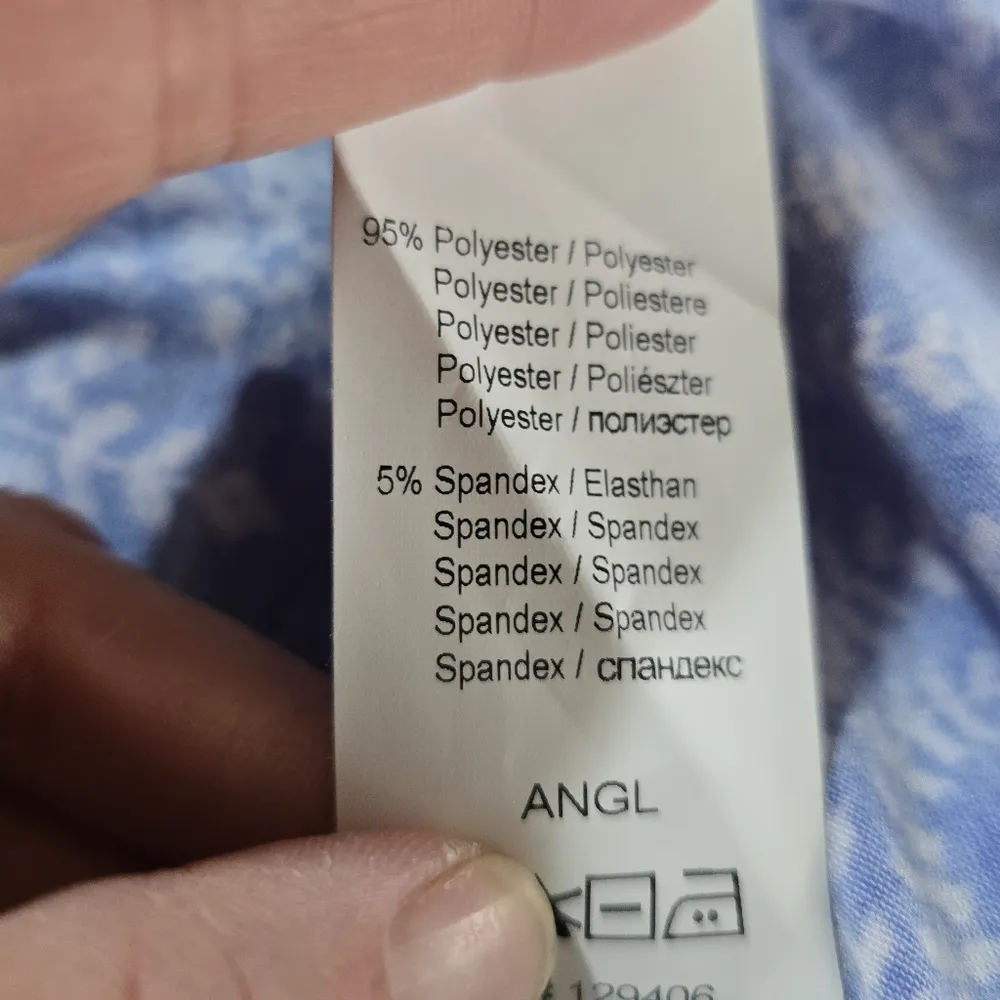 95% Polyester / Polyester
Polyester / Poliestere
Polyester / Poliester
Polyester / Poliészter
Polyester / полиэстер
5% Spandex / Elasthan
Spandex / Spandex
Spandex / Spandex
Spandex / Spandex
Spandex / спандекс
ANGL
129406